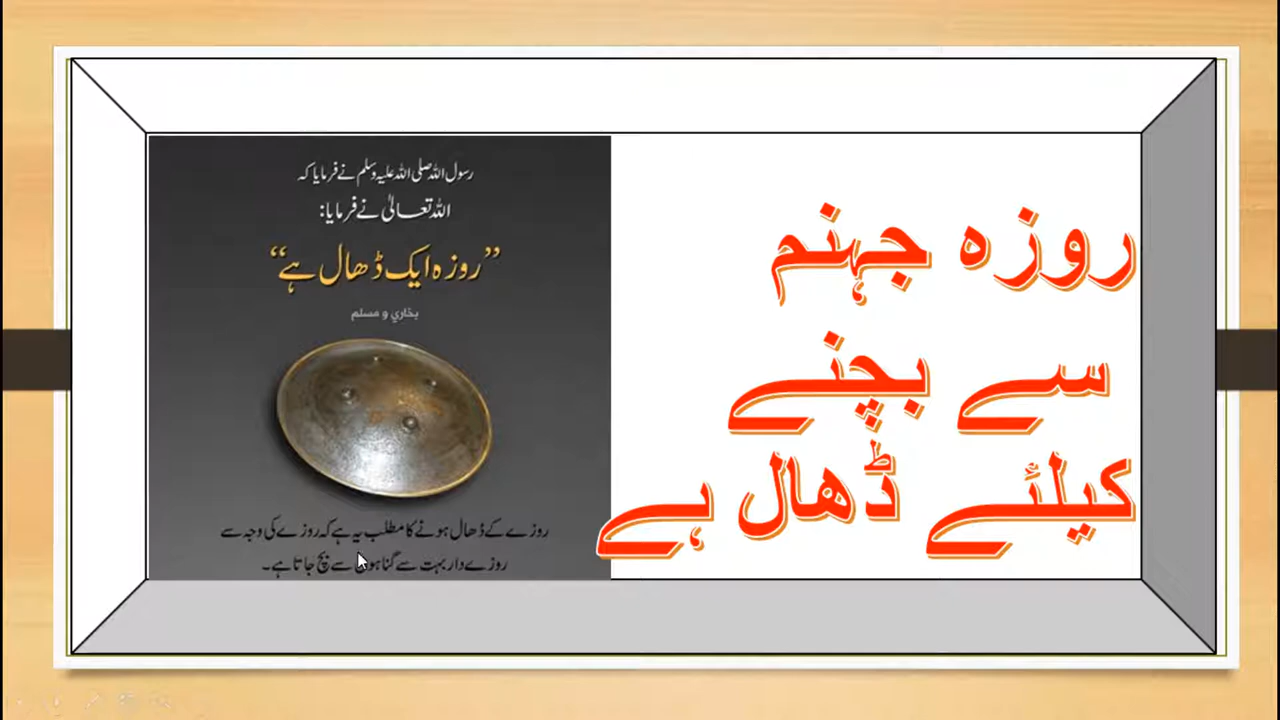 رسول اللہ صلی اللہ علیہ وسلم نے فرمایا کہ
اللہ تعالیٰ نے فرمایا:
”روزہ ایک ڈھال ہے“
بخاري و مسلم
روزے کے ڈھال ہونے کا مطلب یہ ہے کہ روزے کی وجہ سے
روزے دار بہت سے گناہوں سے بچ جاتا ہے۔
روزہ جہنم
سے بچنے
کیلئے ڈھال ہے